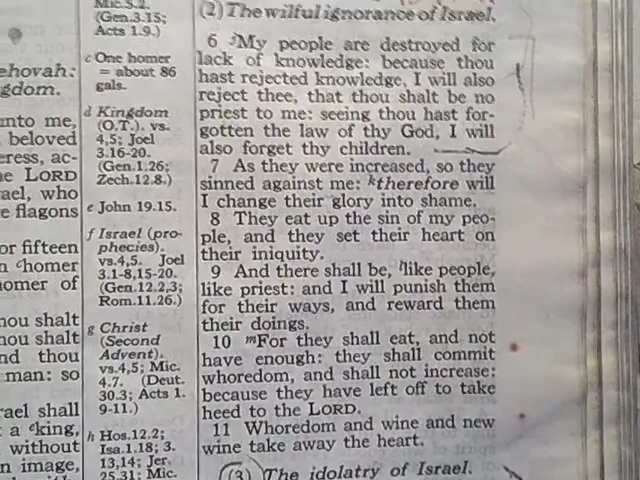 ehovah:
gdom.
unto me,
beloved
eress, ac-
he LORD
ael, who
e flagons
or fifteen
n ᶜhomer
omer of
hou shalt
hou shalt
nd thou
man: so
rael shall
t a ᵉking,
without
n image,
Mic.5.2.
(Gen.3.15;
Acts 1.9.)
c One homer
= about 86
gals.
d Kingdom
(O.T.). vs.
4,5; Joel
3.16-20.
(Gen.1.26;
Zech.12.8.)
e John 19.15.
f Israel (pro-
phecies).
vs.4,5. Joel
3.1-8,15-20.
(Gen.12.2,3;
Rom.11.26.)
g Christ
(Second
Advent).
vs.4,5; Mic.
4.7. (Deut.
30.3; Acts 1.
9-11.)
h Hos.12.2;
Isa.1.18; 3.
13,14; Jer.
25.31; Mic.
(2) The wilful ignorance of Israel.
6 ʲMy people are destroyed for
lack of knowledge: because thou
hast rejected knowledge, I will also
reject thee, that thou shalt be no
priest to me: seeing thou hast for-
gotten the law of thy God, I will
also forget thy children.
7 As they were increased, so they
sinned against me: ᵏtherefore will
I change their glory into shame.
8 They eat up the sin of my peo-
ple, and they set their heart on
their iniquity.
9 And there shall be, ˡlike people,
like priest: and I will punish them
for their ways, and reward them
their doings.
10 ᵐFor they shall eat, and not
have enough: they shall commit
whoredom, and shall not increase:
because they have left off to take
heed to the LORD.
11 Whoredom and wine and new
wine take away the heart.
(3) The idolatry of Israel.